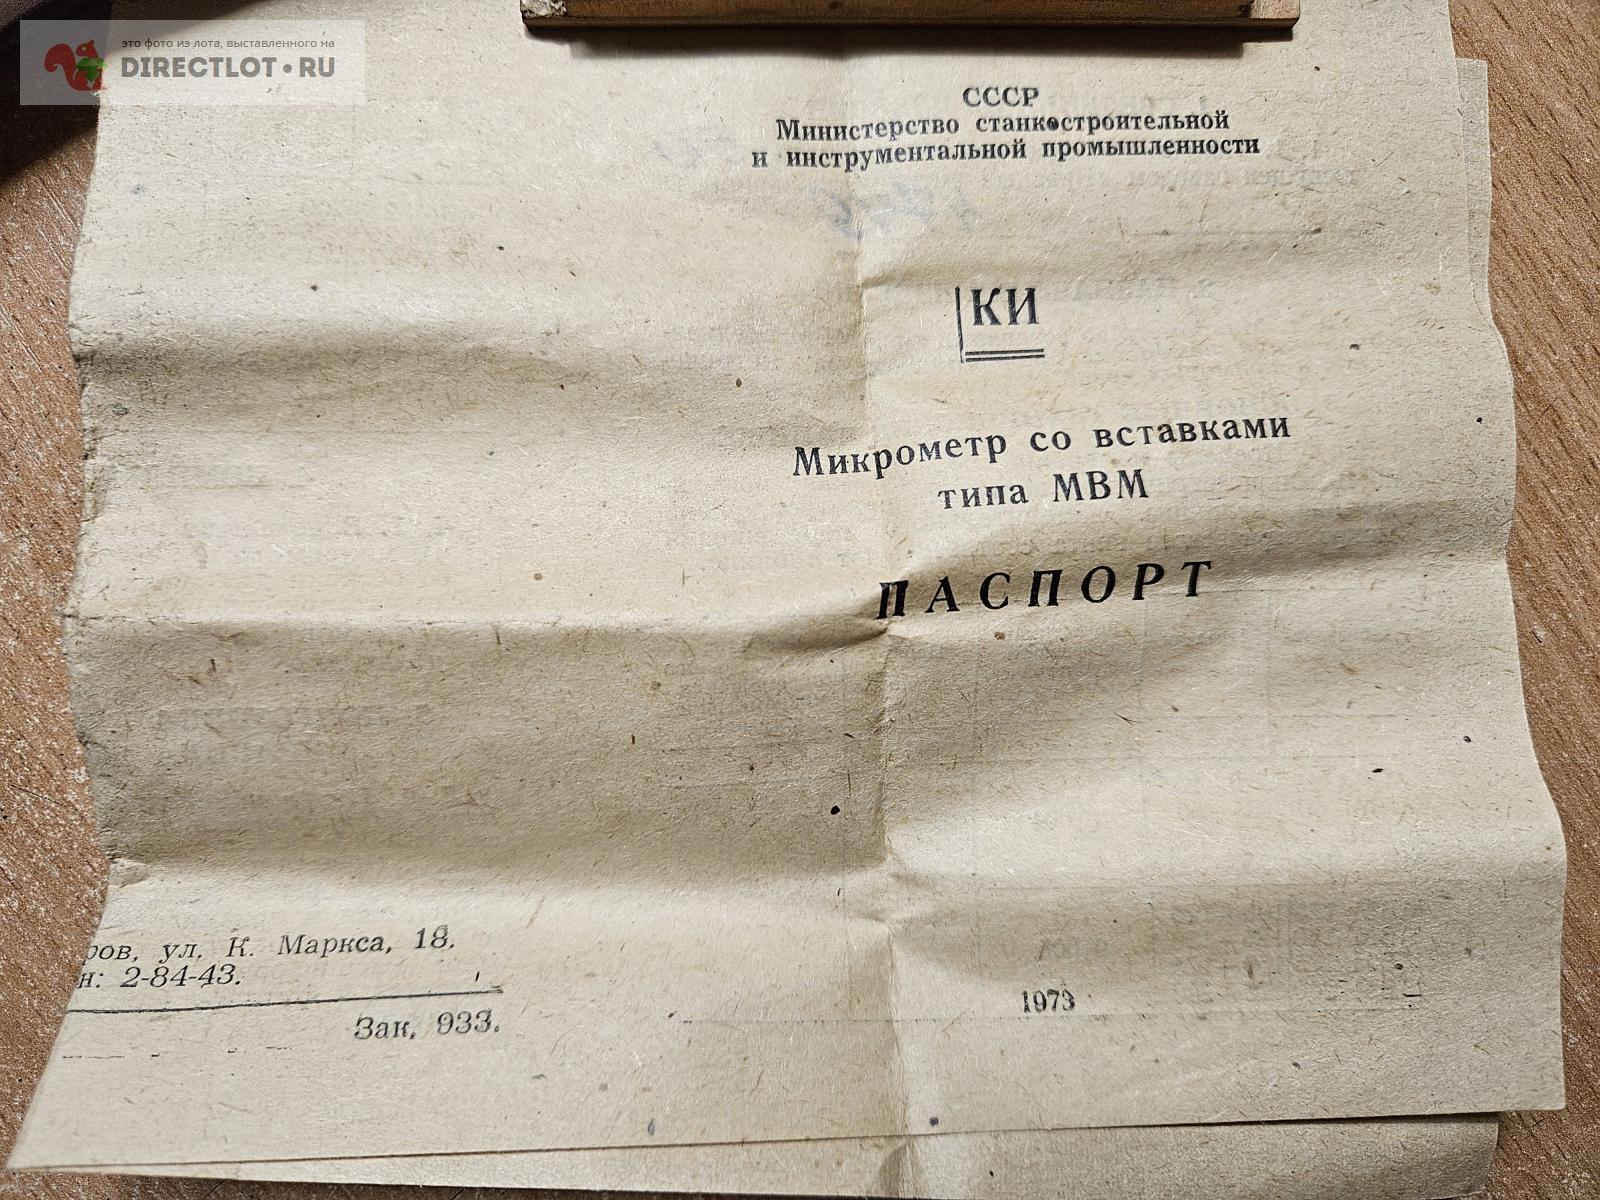 это фото из лота, выставленного на
DIRECTLOT•RU
СССР
Министерство станкостроительной
и инструментальной промышленности
КИ
Микрометр со вставками
типа МВМ
ПАСПОРТ
ров, ул. К. Маркса, 18.
н: 2-84-43.
Зак. 933.
1973